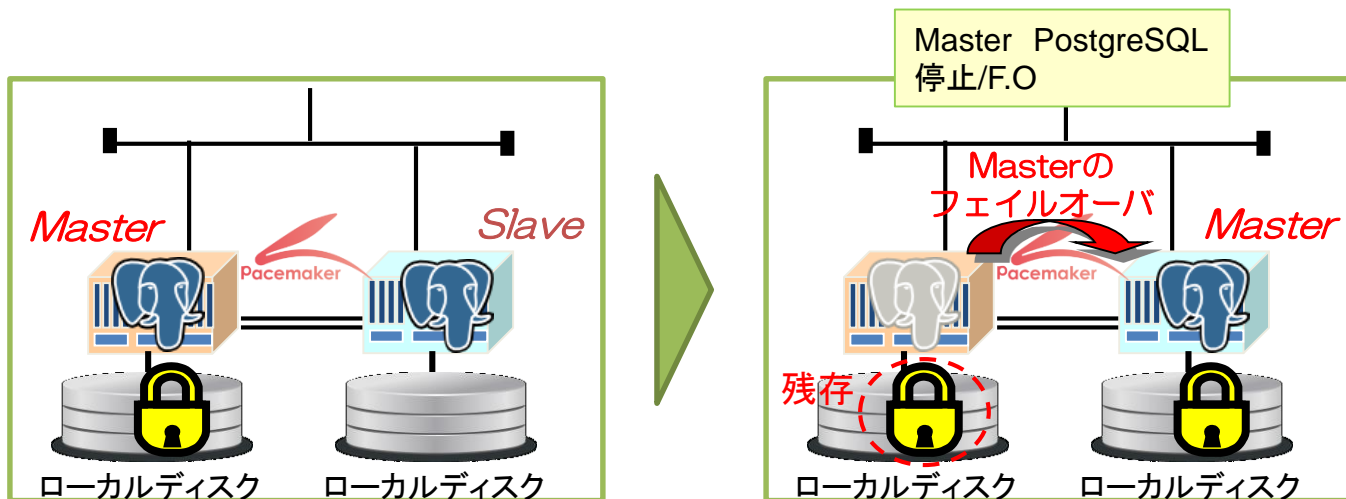 Master
Slave
Pacemaker
ローカルディスク
ローカルディスク
Master PostgreSQL
停止/F.O
Masterの
フェイルオーバ
Master
Pacemaker
残存
ローカルディスク
ローカルディスク